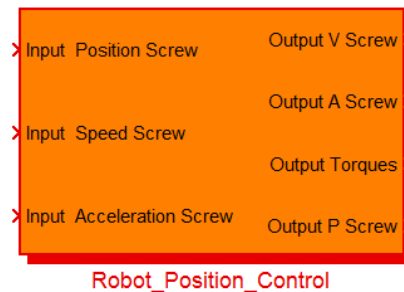 Input  Position Screw
Output V Screw
Output A Screw
Input  Speed Screw
Output Torques
Input  Acceleration Screw
Output P Screw
Robot_Position_Control